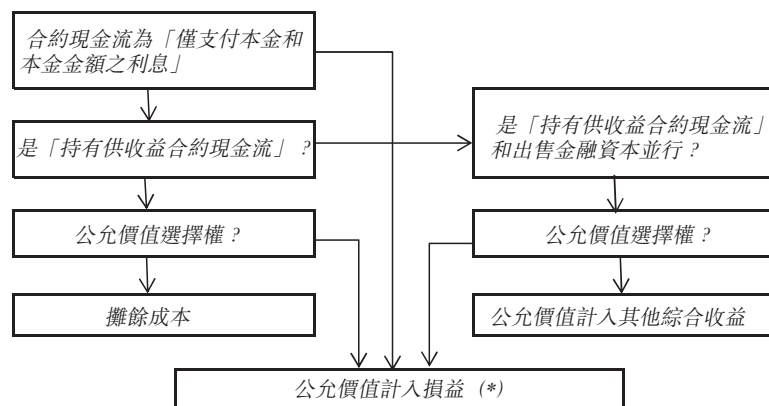 合約現金流為「僅支付本金和
本金金額之利息」
是「持有供收益合約現金流」？
是「持有供收益合約現金流」
和出售金融資本並行？
公允價值選擇權？
公允價值選擇權？
攤餘成本
公允價值計入其他綜合收益
公允價值計入損益 (*)